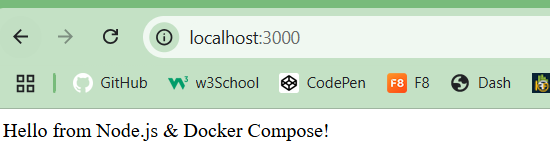 localhost:3000
GitHub w3School CodePen F8 F8 Dash
Hello from Node.js & Docker Compose!